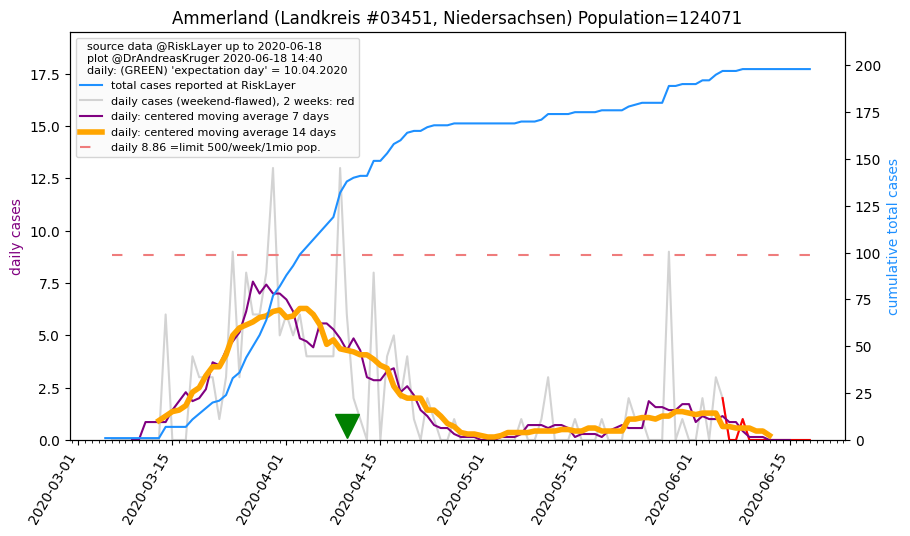 Ammerland (Landkreis #03451, Niedersachsen) Population=124071
source data @RiskLayer up to 2020-06-18
plot @DrAndreasKruger 2020-06-18 14:40
daily: (GREEN) 'expectation day' = 10.04.2020
total cases reported at RiskLayer
daily cases (weekend-flawed), 2 weeks: red
daily: centered moving average 7 days
daily: centered moving average 14 days
daily 8.86 =limit 500/week/1mio pop.
daily cases
17.5
15.0
12.5
10.0
7.5
5.0
2.5
0.0
200
175
150
125
100
75
50
25
0
cumulative total cases
2020-03-01
2020-03-15
2020-04-01
2020-04-15
2020-05-01
2020-05-15
2020-06-01
2020-06-15